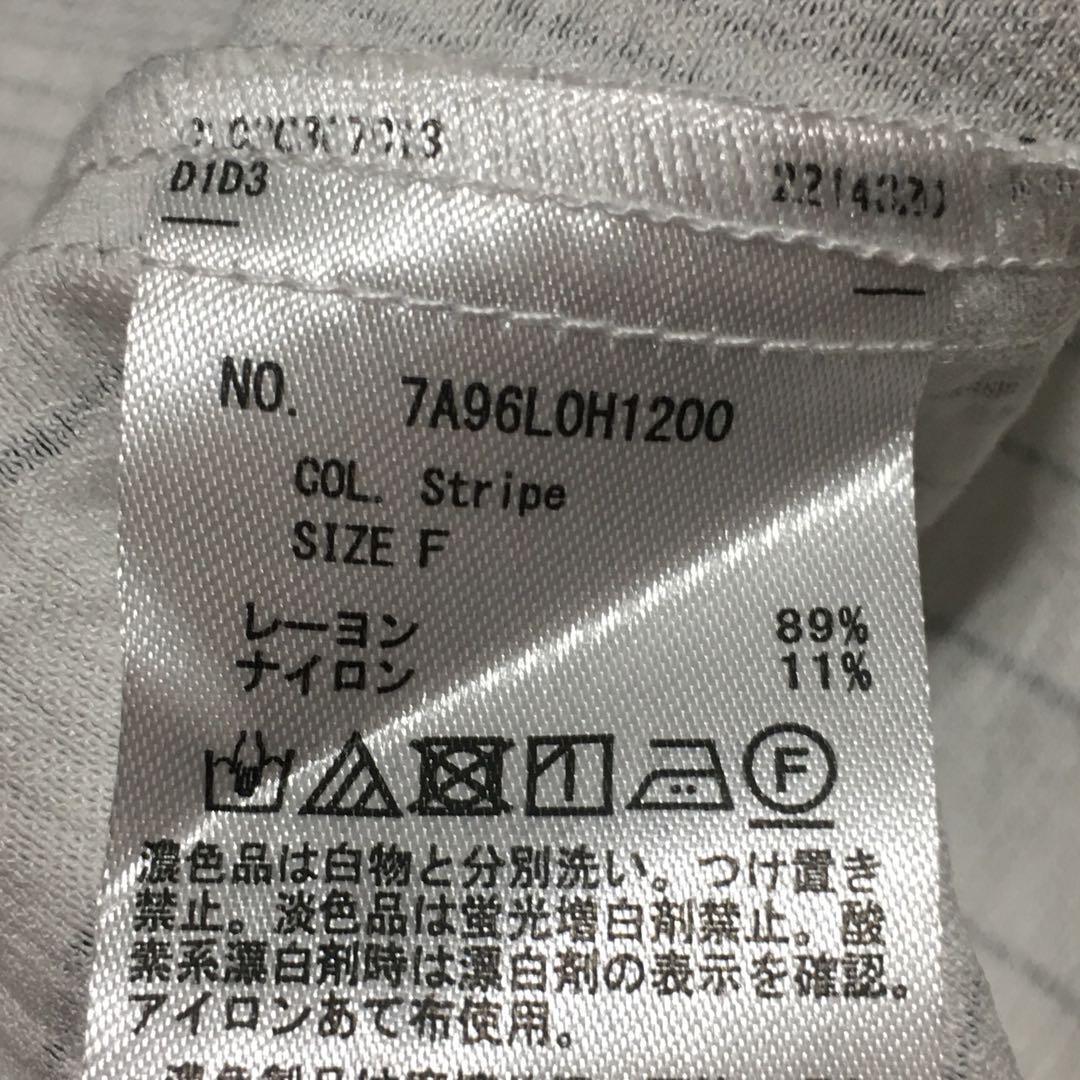 D1D3
NO. 7A96L0H1200
COL. Stripe
SIZE F
レーヨン 89%
ナイロン 11%
F
濃色品は白物と分別洗い。つけ置き
禁止。淡色品は蛍光増白剤禁止。酸
素系漂白剤時は漂白剤の表示を確認。
アイロンあて布使用。